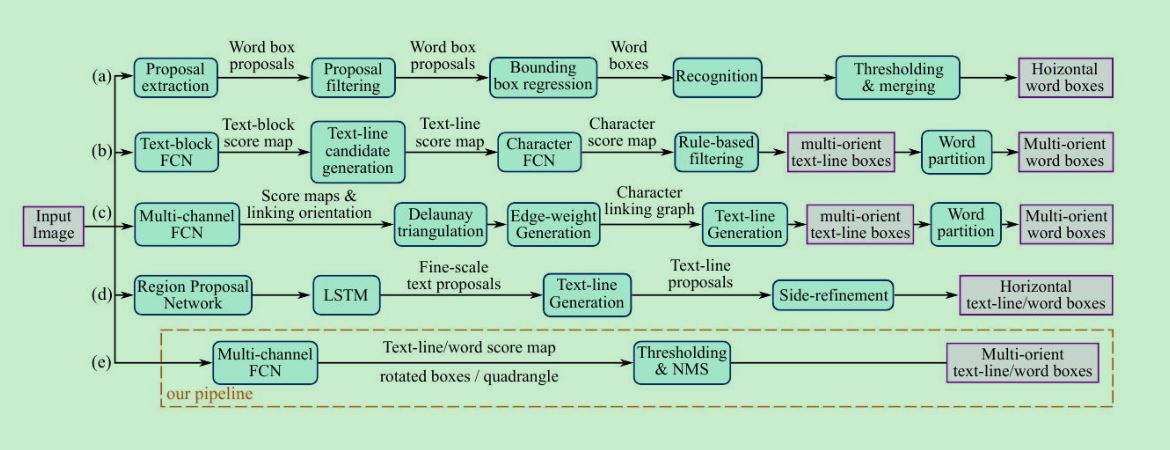 (a)
Proposal
extraction
Word box
proposals
Proposal
filtering
Word box
proposals
Bounding
box regression
Word
boxes
Recognition
Thresholding
& merging
Hoizontal
word boxes
(b)
Text-block
FCN
Text-block
score map
Text-line
candidate
generation
Text-line
score map
Character
FCN
Character
score map
Rule-based
filtering
multi-orient
text-line boxes
Word
partition
Multi-orient
word boxes
Input
Image
(c)
Multi-channel
FCN
Score maps &
linking orientation
Delaunay
triangulation
Edge-weight
Generation
Character
linking graph
Text-line
Generation
multi-orient
text-line boxes
Word
partition
Multi-orient
word boxes
(d)
Region Proposal
Network
LSTM
Fine-scale
text proposals
Text-line
Generation
Text-line
proposals
Side-refinement
Horizontal
text-line/word boxes
(e)
Multi-channel
FCN
Text-line/word score map
rotated boxes / quadrangle
Thresholding
& NMS
Multi-orient
text-line/word boxes
our pipeline